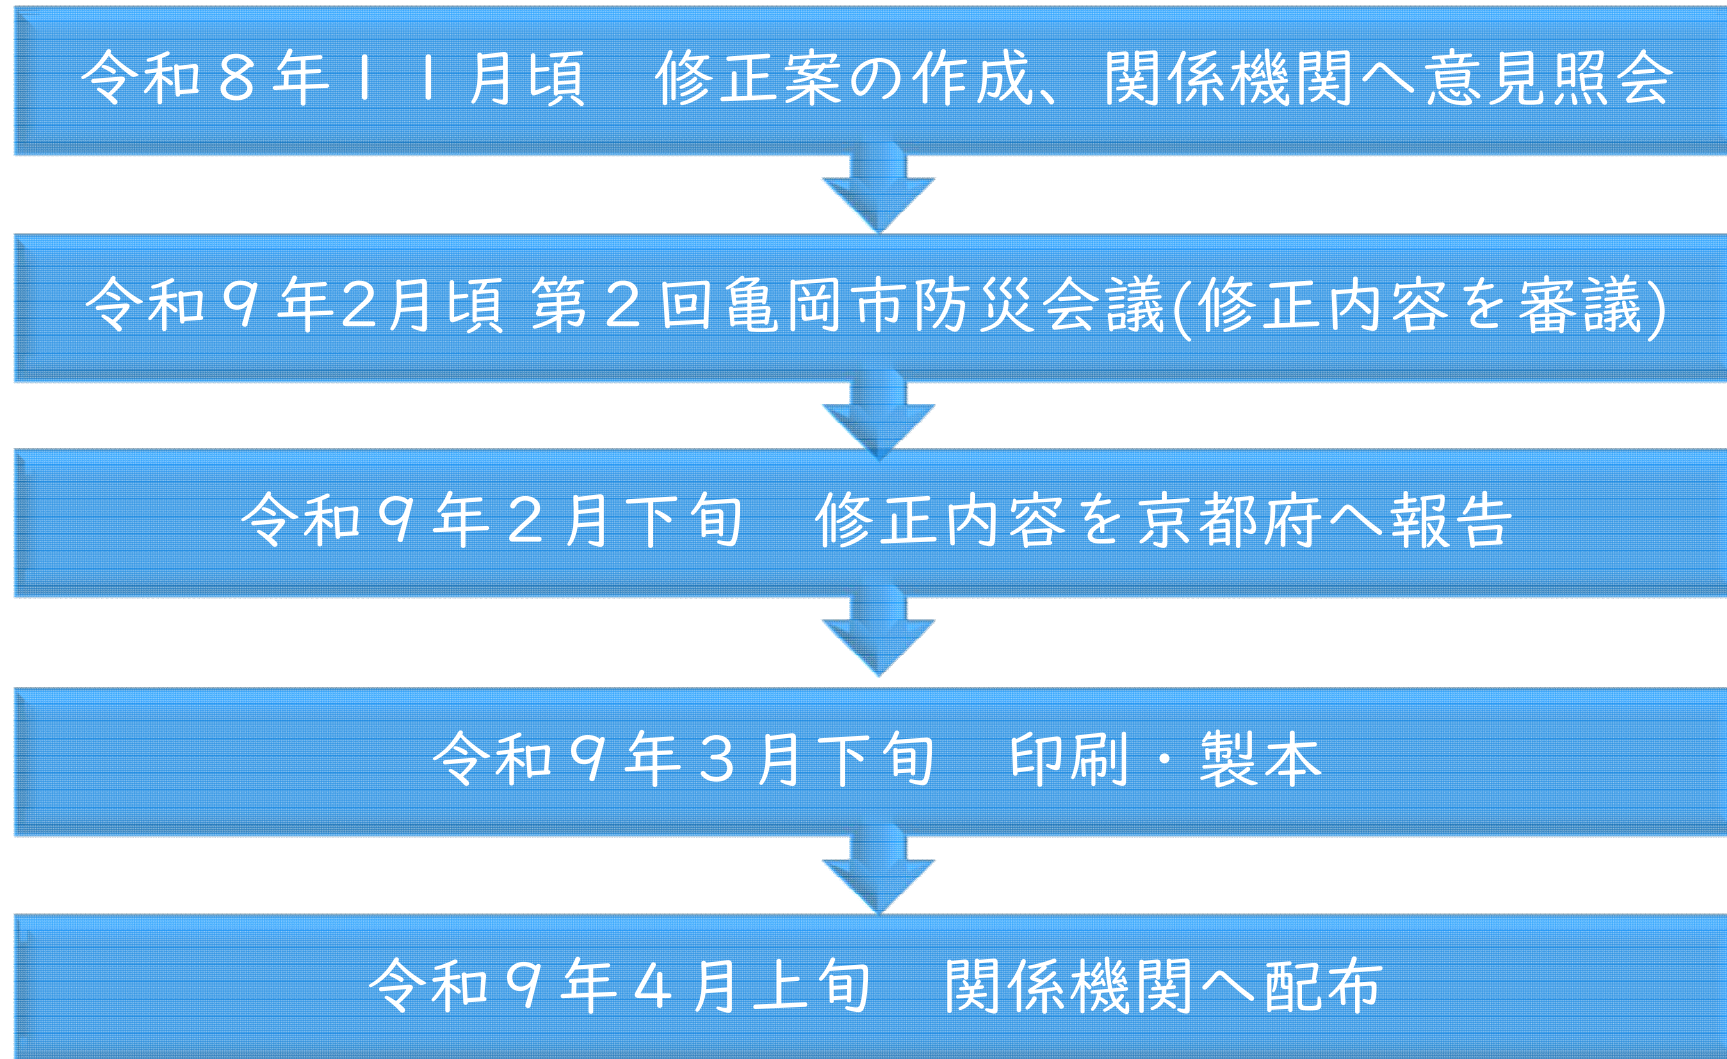 令和８年１１月頃　修正案の作成、関係機関へ意見照会
令和９年2月頃 第２回亀岡市防災会議(修正内容を審議)
令和９年２月下旬　修正内容を京都府へ報告
令和９年３月下旬　印刷・製本
令和９年４月上旬　関係機関へ配布